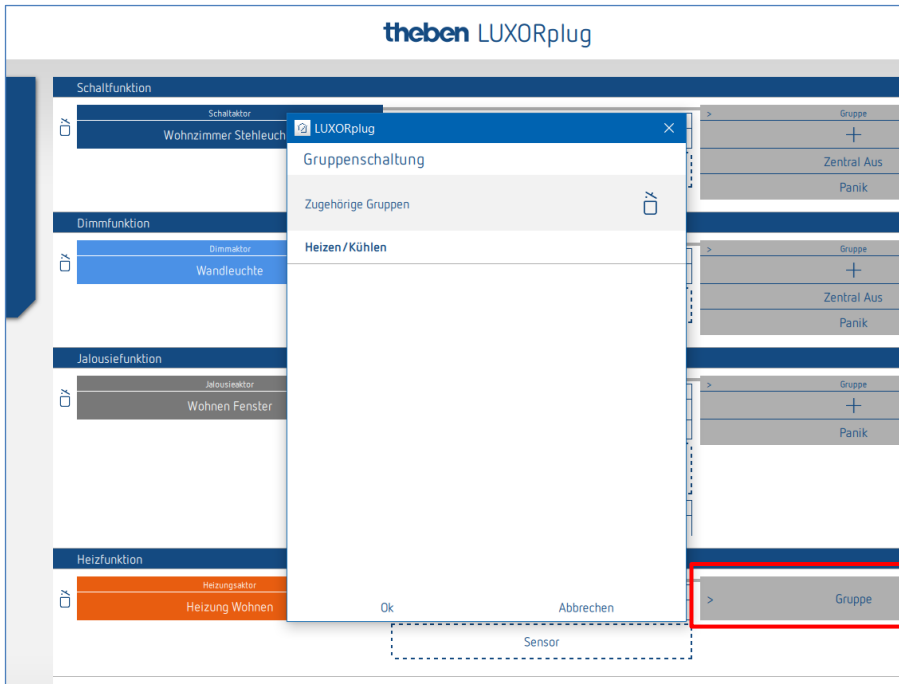 theben LUXORplug
Schaltfunktion
Schaltaktor
Wohnzimmer Stehleuch
> Gruppe
+
Zentral Aus
Panik
LUXORplug
Gruppenschaltung
Zugehörige Gruppen
Heizen/Kühlen
Ok
Abbrechen
Dimmfunktion
Dimmaktor
Wandleuchte
> Gruppe
+
Zentral Aus
Panik
Jalousiefunktion
Jalousieaktor
Wohnen Fenster
> Gruppe
+
Panik
Heizfunktion
Heizungsaktor
Heizung Wohnen
> Gruppe
Sensor